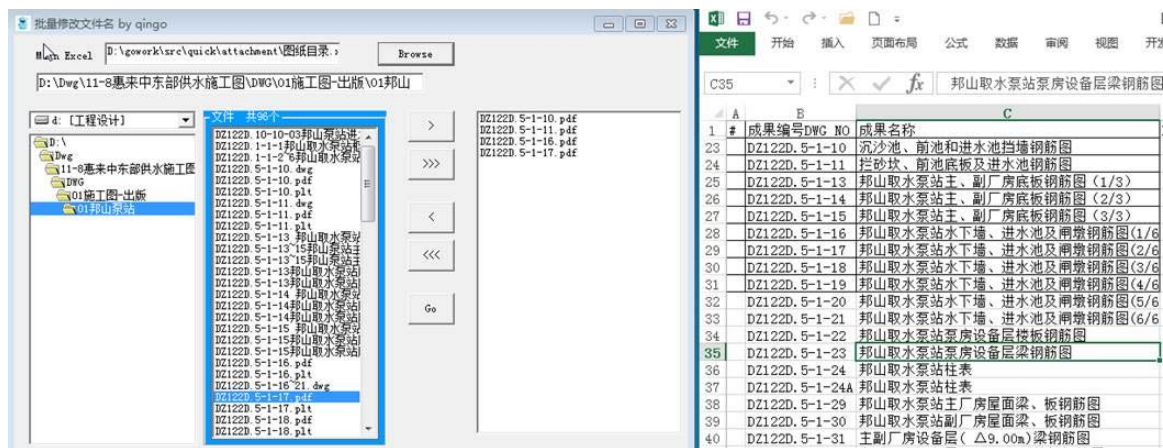 批量修改文件名 by qingo
Main Excel
D:\gowork\src\quick\attachment\图纸目录.
Browse
D:\Dwg\11-8惠来中东部供水施工图\DWG\01施工图-出版\01邦山
d: [工程设计]
D:\
Dwg
11-8惠来中东部供水施工图
DWG
01施工图-出版
01邦山泵站
文件 共96个
DZ122D.10-10-03邦山泵站进
DZ122D.1-1-1邦山取水泵站
DZ122D.1-1-2~6邦山取水泵站
DZ122D.5-1-10.dwg
DZ122D.5-1-10.pdf
DZ122D.5-1-10.plt
DZ122D.5-1-11.dwg
DZ122D.5-1-11.pdf
DZ122D.5-1-11.plt
DZ122D.5-1-13 邦山取水泵站
DZ122D.5-1-13~15邦山泵站主
DZ122D.5-1-13~15邦山泵站主
DZ122D.5-1-13邦山取水泵站
DZ122D.5-1-14 邦山取水泵站
DZ122D.5-1-14邦山取水泵站
DZ122D.5-1-14邦山取水泵站
DZ122D.5-1-15 邦山取水泵站
DZ122D.5-1-15邦山取水泵站
DZ122D.5-1-15邦山取水泵站
DZ122D.5-1-16.pdf
DZ122D.5-1-16.plt
DZ122D.5-1-16~21.dwg
DZ122D.5-1-17.pdf
DZ122D.5-1-17.plt
DZ122D.5-1-18.pdf
DZ122D.5-1-18.plt
>
>>>
<
<<<
Go
DZ122D.5-1-10.pdf
DZ122D.5-1-11.pdf
DZ122D.5-1-16.pdf
DZ122D.5-1-17.pdf
文件 开始 插入 页面布局 公式 数据 审阅 视图 开发
C35 fx 邦山取水泵站泵房设备层梁钢筋图
A B C
1 # 成果编号DWG NO 成果名称
23 DZ122D.5-1-10 沉沙池、前池和进水池挡墙钢筋图
24 DZ122D.5-1-11 拦砂坎、前池底板及进水池钢筋图
25 DZ122D.5-1-13 邦山取水泵站主、副厂房底板钢筋图（1/3）
26 DZ122D.5-1-14 邦山取水泵站主、副厂房底板钢筋图（2/3）
27 DZ122D.5-1-15 邦山取水泵站主、副厂房底板钢筋图（3/3）
28 DZ122D.5-1-16 邦山取水泵站水下墙、进水池及闸墩钢筋图(1/6
29 DZ122D.5-1-17 邦山取水泵站水下墙、进水池及闸墩钢筋图(2/6
30 DZ122D.5-1-18 邦山取水泵站水下墙、进水池及闸墩钢筋图(3/6
31 DZ122D.5-1-19 邦山取水泵站水下墙、进水池及闸墩钢筋图(4/6
32 DZ122D.5-1-20 邦山取水泵站水下墙、进水池及闸墩钢筋图(5/6
33 DZ122D.5-1-21 邦山取水泵站水下墙、进水池及闸墩钢筋图(6/6
34 DZ122D.5-1-22 邦山取水泵站泵房设备层楼板钢筋图
35 DZ122D.5-1-23 邦山取水泵站泵房设备层梁钢筋图
36 DZ122D.5-1-24 邦山取水泵站柱表
37 DZ122D.5-1-24A 邦山取水泵站柱表
38 DZ122D.5-1-29 邦山取水泵站主厂房屋面梁、板钢筋图
39 DZ122D.5-1-30 邦山取水泵站副厂房屋面梁、板钢筋图
40 DZ122D.5-1-31 主副厂房设备层( △9.00m)梁钢筋图